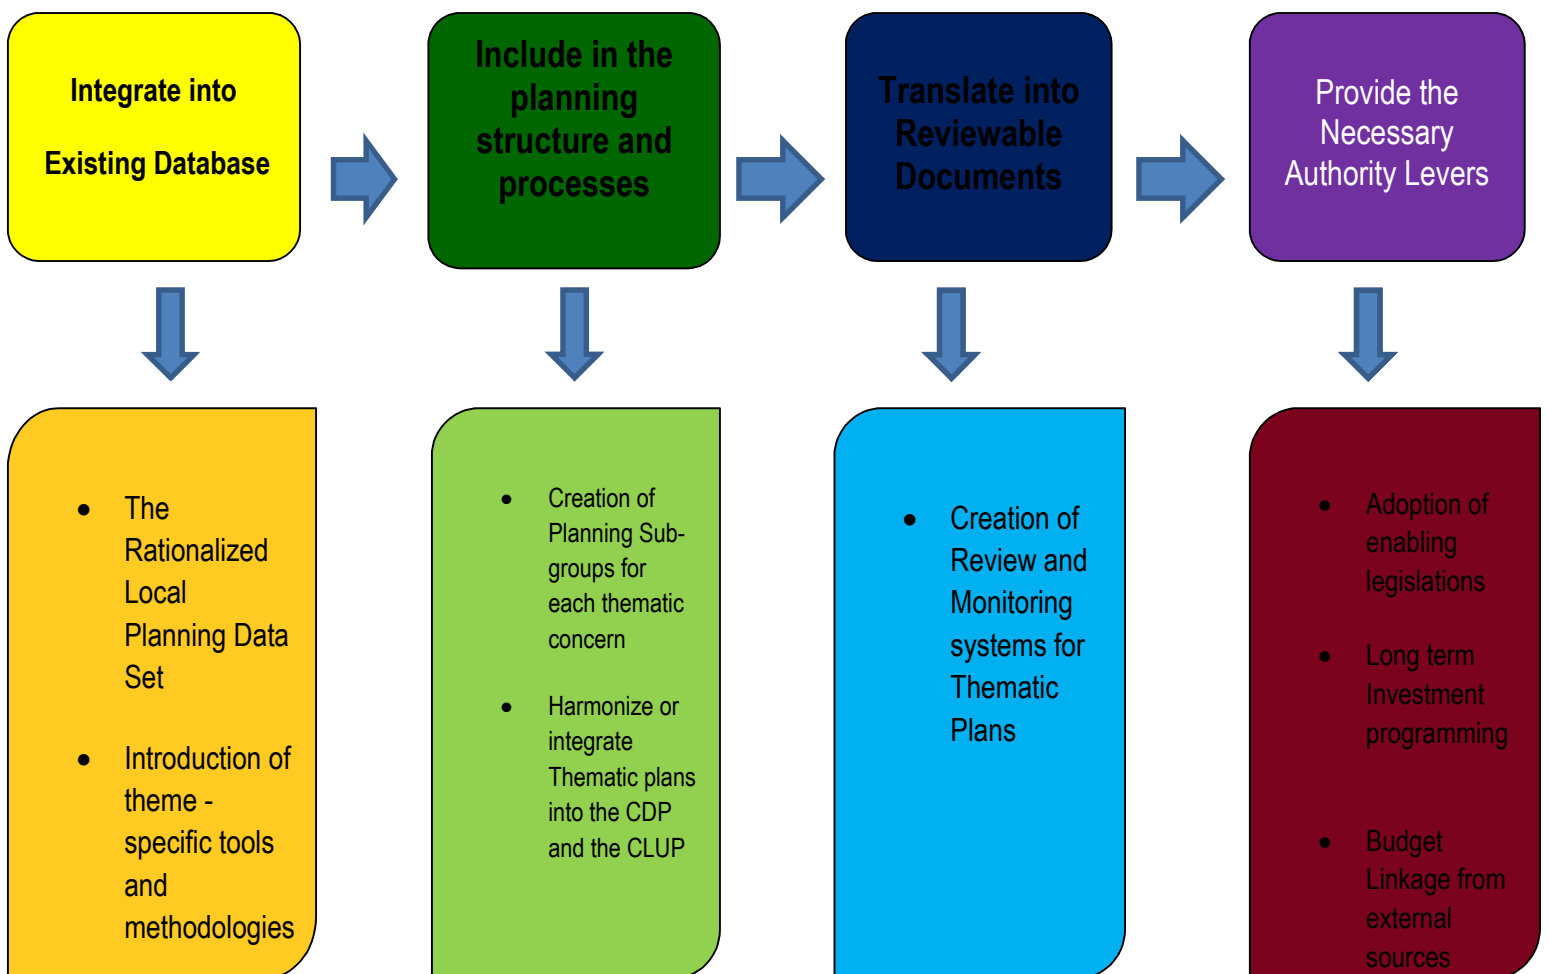 Integrate into
Existing Database
Include in the
planning
structure and
processes
Translate into
Reviewable
Documents
Provide the
Necessary
Authority Levers
• The
Rationalized
Local
Planning Data
Set
• Introduction of
theme -
specific tools
and
methodologies
• Creation of
Planning Sub-
groups for
each thematic
concern
• Harmonize or
integrate
Thematic plans
into the CDP
and the CLUP
• Creation of
Review and
Monitoring
systems for
Thematic
Plans
• Adoption of
enabling
legislations
• Long term
Investment
programming
• Budget
Linkage from
external
sources